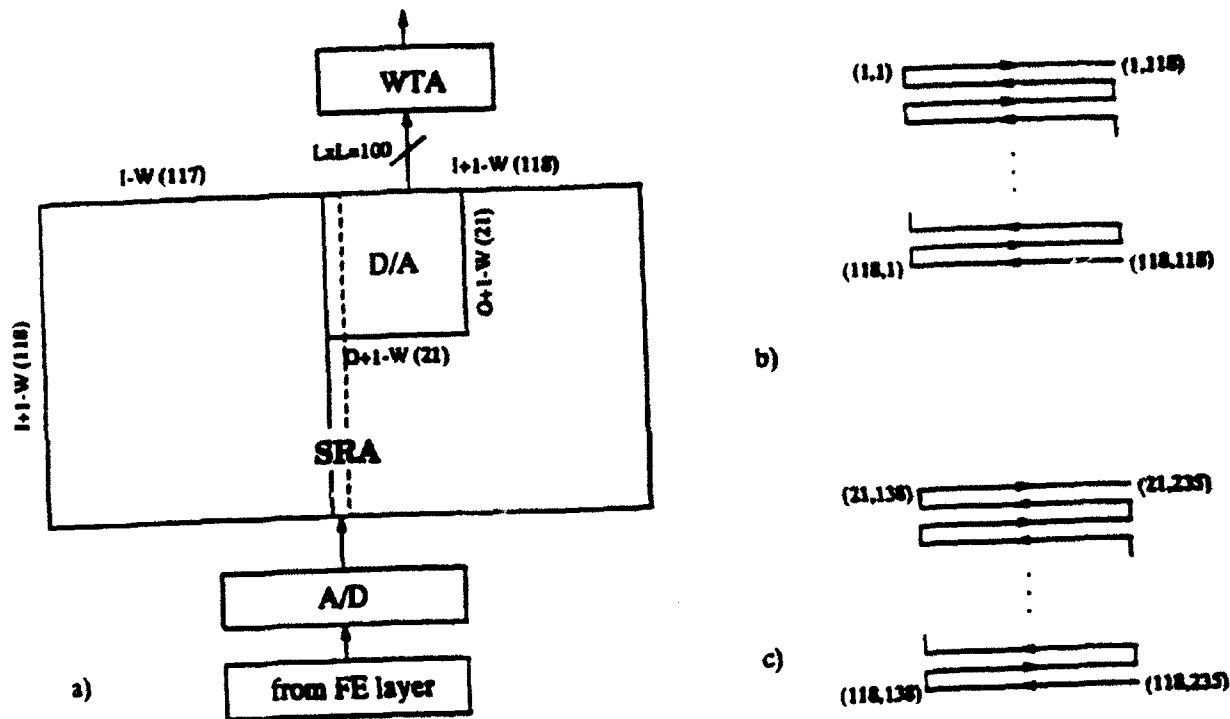 WTA
LxL=100
I-W (117)
I+1-W (118)
D/A
O+1-W (21)
O+1-W (21)
I+1-W (118)
SRA
A/D
from FE layer
a)
(1,1)
(1,118)
(118,1)
(118,118)
b)
(21,138)
(21,235)
(118,138)
(118,235)
c)